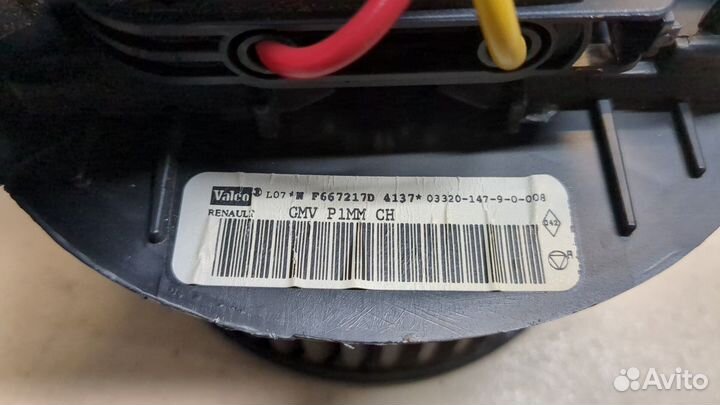 Valeo® L07*W F667217D 4137* 03320-147-9-0-008
RENAULT GMV P1MM CH
R
Avito